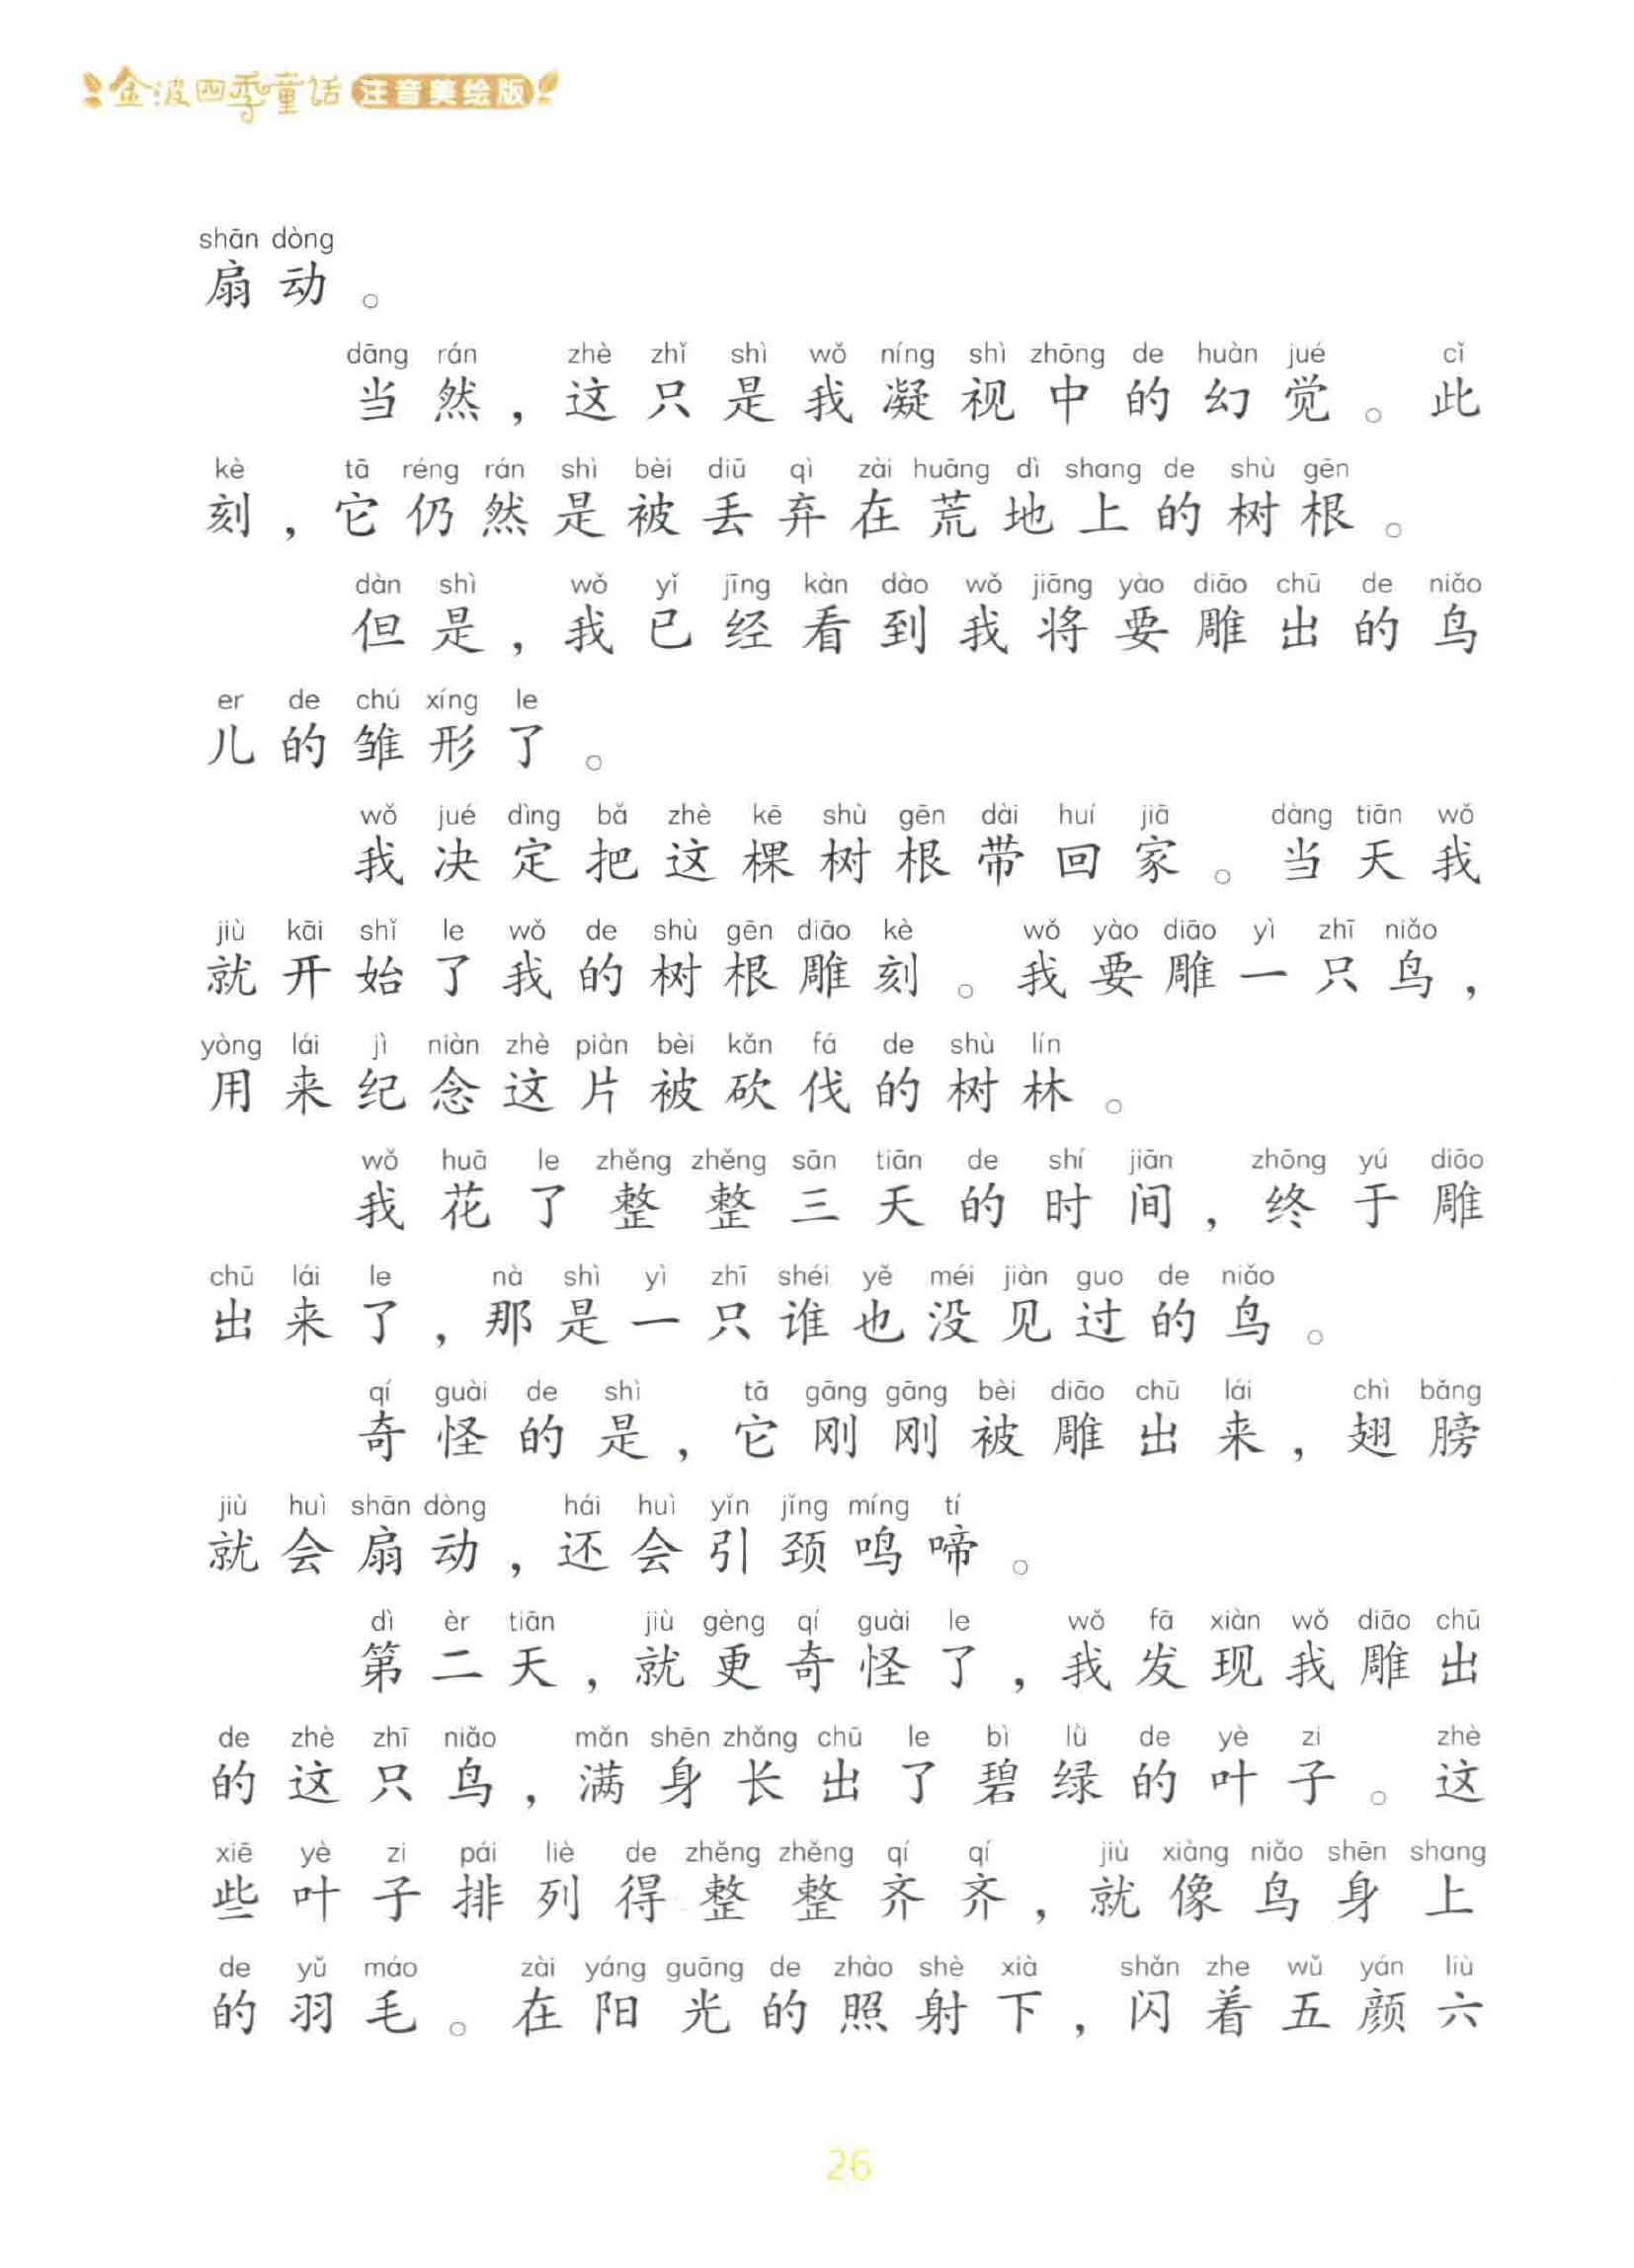 金波四季童话 注音美绘版
shān dòng
扇动。
dāng rán zhè zhǐ shì wǒ níng shì zhōng de huàn jué cǐ
当然，这只是我凝视中的幻觉。此
kè tā réng rán shì bèi diū qì zài huāng dì shang de shù gēn
刻，它仍然是被丢弃在荒地上的树根。
dàn shì wǒ yǐ jīng kàn dào wǒ jiāng yào diāo chū de niǎo
但是，我已经看到我将要雕出的鸟
er de chú xíng le
儿的雏形了。
wǒ jué dìng bǎ zhè kē shù gēn dài huí jiā dàng tiān wǒ
我决定把这棵树根带回家。当天我
jiù kāi shǐ le wǒ de shù gēn diāo kè wǒ yào diāo yì zhī niǎo
就开始了我的树根雕刻。我要雕一只鸟，
yòng lái jì niàn zhè piàn bèi kǎn fá de shù lín
用来纪念这片被砍伐的树林。
wǒ huā le zhěng zhěng sān tiān de shí jiān zhōng yú diāo
我花了整整三天的时间，终于雕
chū lái le nà shì yì zhī shéi yě méi jiàn guo de niǎo
出来了，那是一只谁也没见过的鸟。
qí guài de shì tā gāng gāng bèi diāo chū lái chì bǎng
奇怪的是，它刚刚被雕出来，翅膀
jiù huì shān dòng hái huì yǐn jǐng míng tí
就会扇动，还会引颈鸣啼。
dì èr tiān jiù gèng qí guài le wǒ fā xiàn wǒ diāo chū
第二天，就更奇怪了，我发现我雕出
de zhè zhī niǎo mǎn shēn zhǎng chū le bì lǜ de yè zi zhè
的这只鸟，满身长出了碧绿的叶子。这
xiē yè zi pái liè de zhěng zhěng qí qí jiù xiàng niǎo shēn shang
些叶子排列得整整齐齐，就像鸟身上
de yǔ máo zài yáng guāng de zhào shè xià shǎn zhe wǔ yán liù
的羽毛。在阳光的照射下，闪着五颜六
26